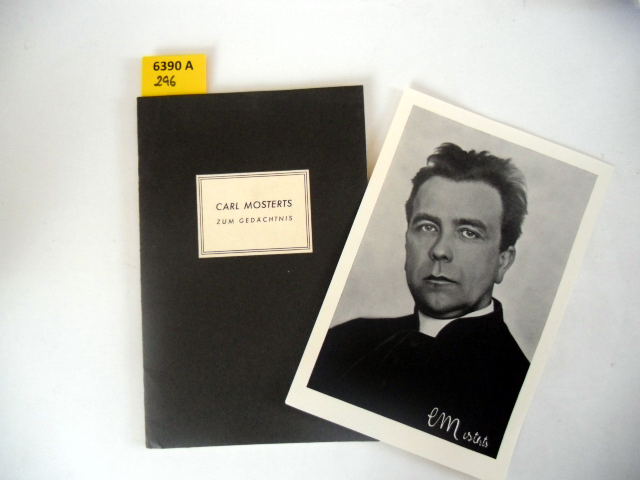 6390 A
296
CARL MOSTERTS
ZUM GEDÄCHTNIS
CMosterts